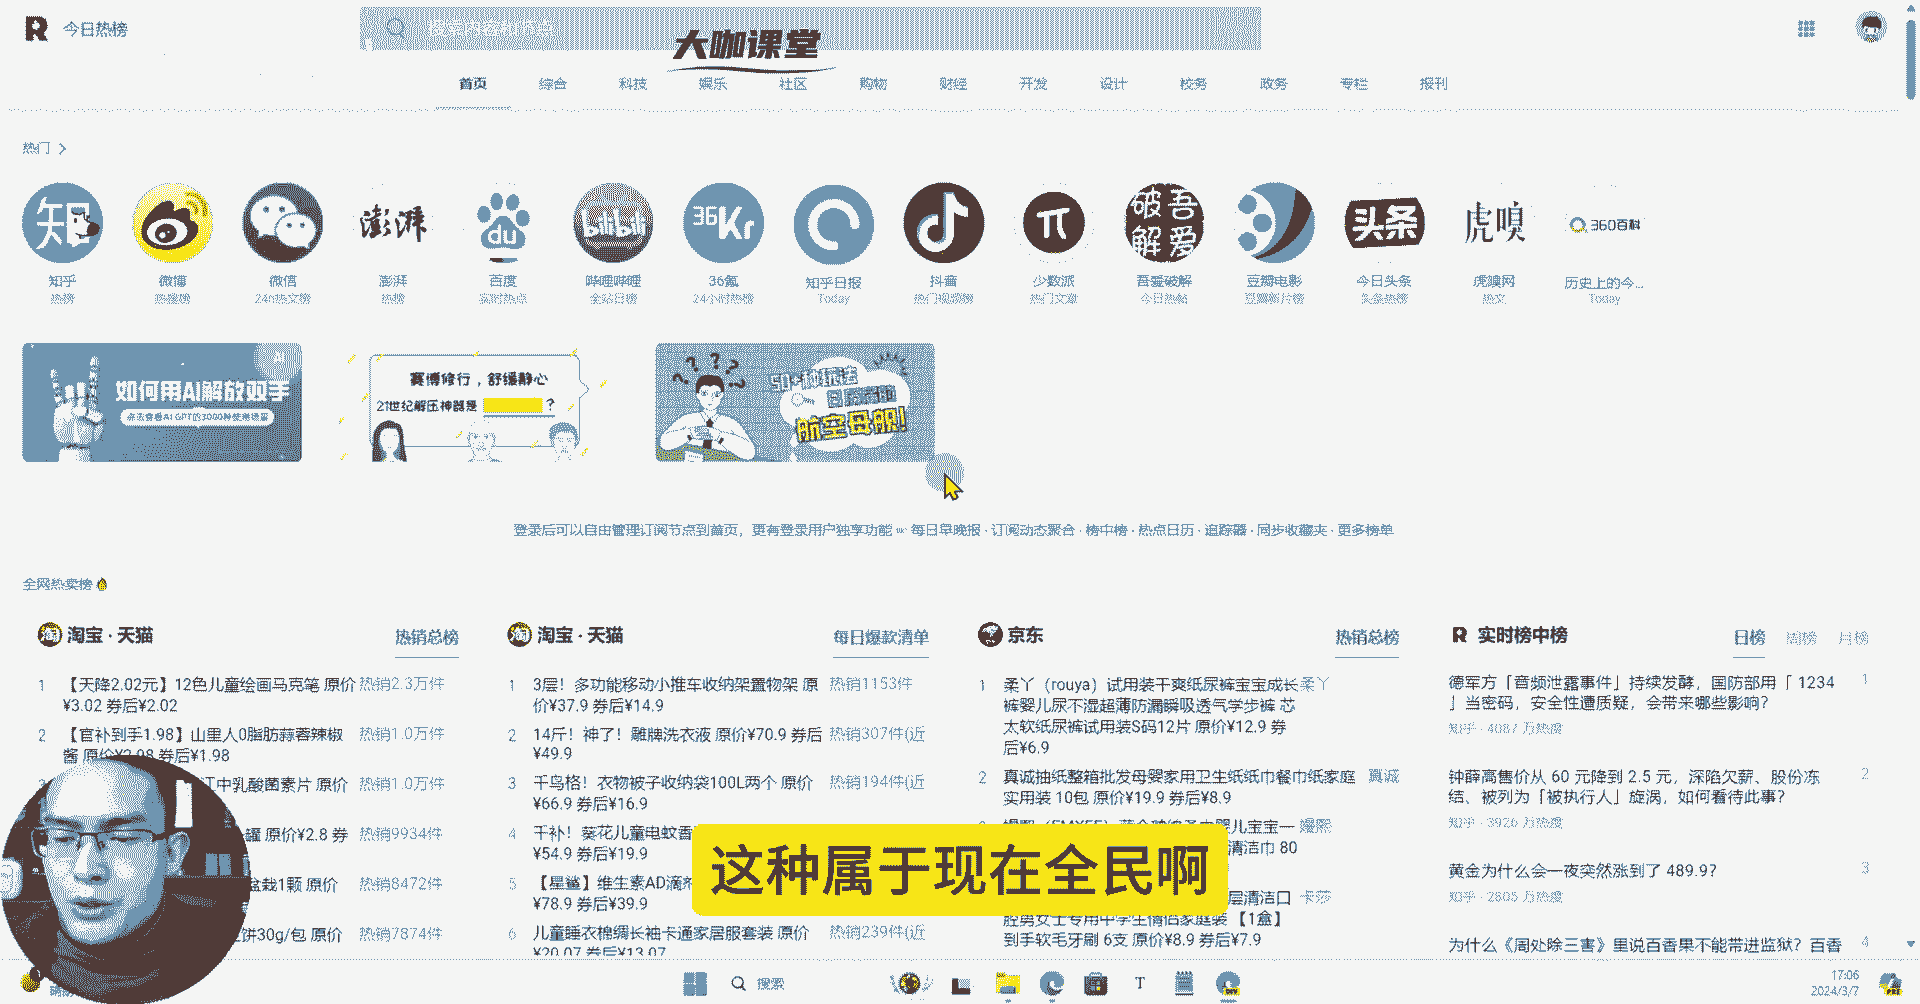 今日热榜
大咖课堂
首页 综合 科技 娱乐 社区 购物 财经 开发 设计 校务 政务 专栏 报刊
热门
知 bilibili 36Kr 澎湃 du π 吾爱破解 头条 虎嗅 360百科
知乎 微博 微信 澎湃 百度 哔哩哔哩 36氪 知乎日报 抖音 少数派 吾爱破解 豆瓣电影 今日头条 虎嗅网 历史上的今...
热榜 热搜榜 24h热文榜 热榜 实时热点 全站日榜 24小时热榜 Today 热门视频榜 热门文章 今日热帖 豆瓣新片榜 头条热榜 热文 Today
如何用AI解放双手
点击查看AI GPT的3000种使用场景
赛博修行，舒缓静心
21世纪解压神器是 ?
50+种玩法
航空母舰!
登录后可以自由管理订阅节点到首页，更有登录用户独享功能 每日早晚报 · 订阅动态聚合 · 榜中榜 · 热点日历 · 追踪器 · 同步收藏夹 · 更多榜单
全网热卖榜
淘宝 · 天猫 热销总榜
1 【天降2.02元】12色儿童绘画马克笔 原价 热销2.3万件
¥3.02 券后¥2.02
2 【官补到手1.98】山里人0脂肪蒜蓉辣椒 热销1.0万件
酱 原价¥2.98 券后¥1.98
江中乳酸菌素片 原价 热销1.0万件
罐 原价¥2.8 券 热销9934件
盆栽1颗 原价 热销8472件
饼30g/包 原价 热销7874件
淘宝 · 天猫 每日爆款清单
1 3层！多功能移动小推车收纳架置物架 原 热销1153件
价¥37.9 券后¥14.9
2 14斤！神了！雕牌洗衣液 原价¥70.9 券后 热销307件(近
¥49.9
3 千鸟格！衣物被子收纳袋100L两个 原价 热销194件(近
¥66.9 券后¥16.9
4 千补！葵花儿童电蚊香
¥54.9 券后¥19.9
5 【星鲨】维生素AD滴
¥78.9 券后¥39.9
6 儿童睡衣棉绸长袖卡通家居服套装 原价 热销239件(近
¥20.07 券后¥13.07
京东 热销总榜
1 柔丫（rouya）试用装干爽纸尿裤宝宝成长 柔丫
裤婴儿尿不湿超薄防漏瞬吸透气学步裤 芯
太软纸尿裤试用装S码12片 原价¥12.9 券
后¥6.9
2 真诚抽纸整箱批发母婴家用卫生纸纸巾餐巾纸家庭 真诚
实用装 10包 原价¥19.9 券后¥8.9
儿宝宝一 嫚熙
清洁巾 80
层清洁口 卡莎
腔男女士专用中学生情侣家庭装 【1盒】
到手软毛牙刷 6支 原价¥8.9 券后¥7.9
实时榜中榜 日榜 周榜 月榜
德军方「音频泄露事件」持续发酵，国防部用「 1234 1
」当密码，安全性遭质疑，会带来哪些影响？
知乎 · 4087 万热度
钟薛高售价从 60 元降到 2.5 元，深陷欠薪、股份冻 2
结、被列为「被执行人」旋涡，如何看待此事？
知乎 · 3926 万热度
黄金为什么会一夜突然涨到了 489.9？ 3
知乎 · 2805 万热度
为什么《周处除三害》里说百香果不能带进监狱？百香 4
这种属于现在全民啊
搜索
17:06
2024/3/7